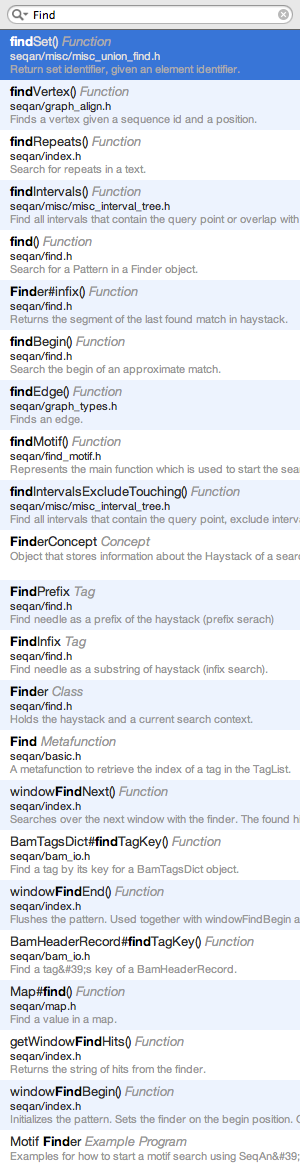 Find
findSet() Function
seqan/misc/misc_union_find.h
Return set identifier, given an element identifier.
findVertex() Function
seqan/graph_align.h
Finds a vertex given a sequence id and a position.
findRepeats() Function
seqan/index.h
Search for repeats in a text.
findIntervals() Function
seqan/misc/misc_interval_tree.h
Find all intervals that contain the query point or overlap with
find() Function
seqan/find.h
Search for a Pattern in a Finder object.
Finder#infix() Function
seqan/find.h
Returns the segment of the last found match in haystack.
findBegin() Function
seqan/find.h
Search the begin of an approximate match.
findEdge() Function
seqan/graph_types.h
Finds an edge.
findMotif() Function
seqan/find_motif.h
Represents the main function which is used to start the sea
findIntervalsExcludeTouching() Function
seqan/misc/misc_interval_tree.h
Find all intervals that contain the query point, exclude interv
FinderConcept Concept
Object that stores information about the Haystack of a searc
FindPrefix Tag
seqan/find.h
Find needle as a prefix of the haystack (prefix serach)
FindInfix Tag
seqan/find.h
Find needle as a substring of haystack (infix search).
Finder Class
seqan/find.h
Holds the haystack and a current search context.
Find Metafunction
seqan/basic.h
A metafunction to retrieve the index of a tag in the TagList.
windowFindNext() Function
seqan/index.h
Searches over the next window with the finder. The found hi
BamTagsDict#findTagKey() Function
seqan/bam_io.h
Find a tag by its key for a BamTagsDict object.
windowFindEnd() Function
seqan/index.h
Flushes the pattern. Used together with windowFindBegin a
BamHeaderRecord#findTagKey() Function
seqan/bam_io.h
Find a tag&#39;s key of a BamHeaderRecord.
Map#find() Function
seqan/map.h
Find a value in a map.
getWindowFindHits() Function
seqan/index.h
Returns the string of hits from the finder.
windowFindBegin() Function
seqan/index.h
Initializes the pattern. Sets the finder on the begin position. G
Motif Finder Example Program
Examples for how to start a motif search using SeqAn&#39;